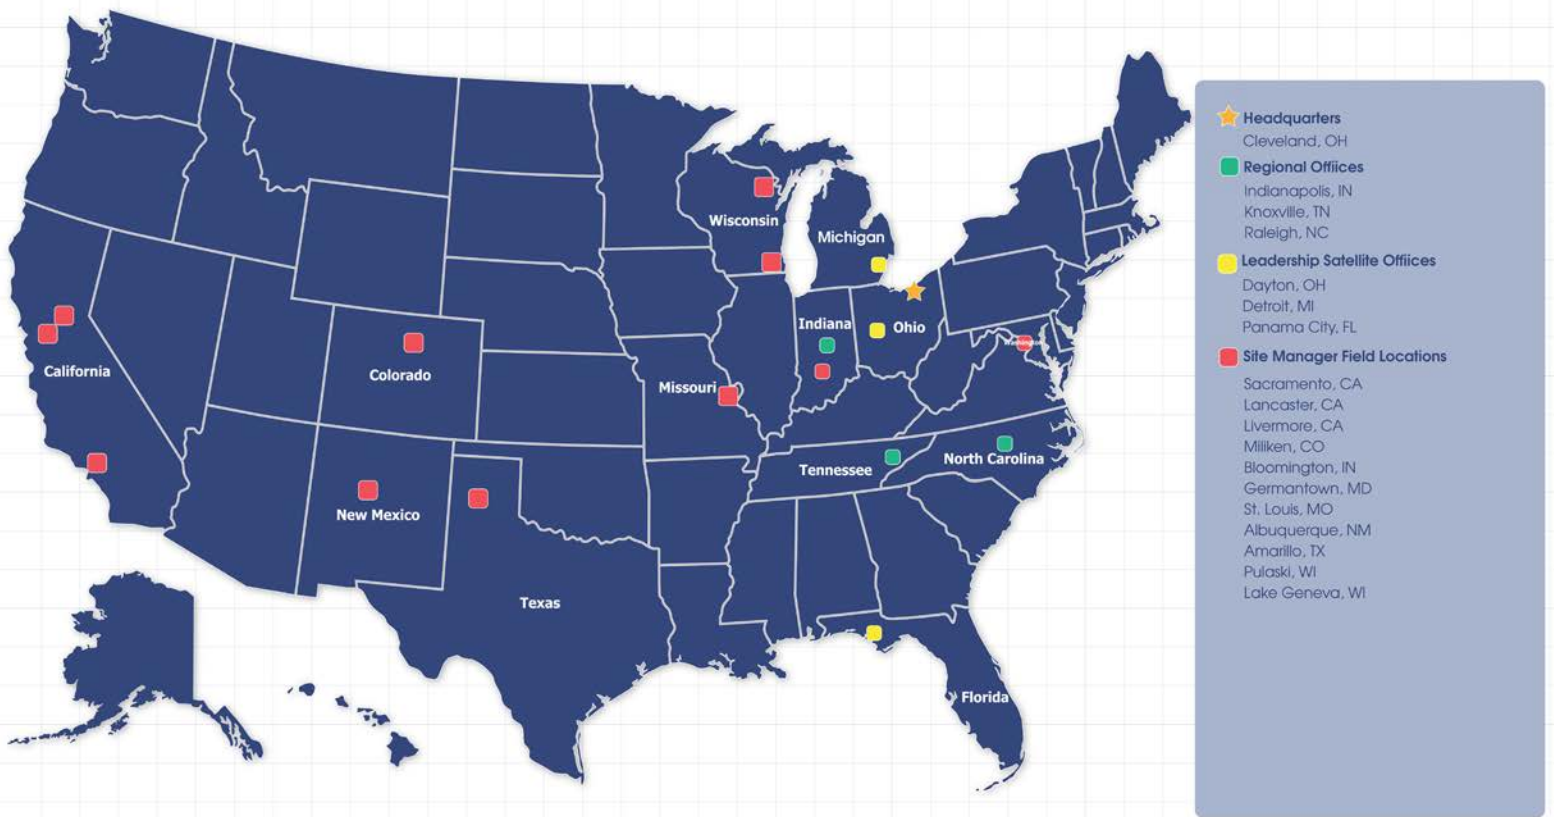 Wisconsin
Michigan
Indiana
Ohio
Washington
California
Colorado
Missouri
Tennessee
North Carolina
New Mexico
Texas
Florida
Headquarters
Cleveland, OH
Regional Offiices
Indianapolis, IN
Knoxville, TN
Raleigh, NC
Leadership Satellite Offiices
Dayton, OH
Detroit, MI
Panama City, FL
Site Manager Field Locations
Sacramento, CA
Lancaster, CA
Livermore, CA
Miliken, CO
Bloomington, IN
Germantown, MD
St. Louis, MO
Albuquerque, NM
Amarillo, TX
Pulaski, WI
Lake Geneva, WI